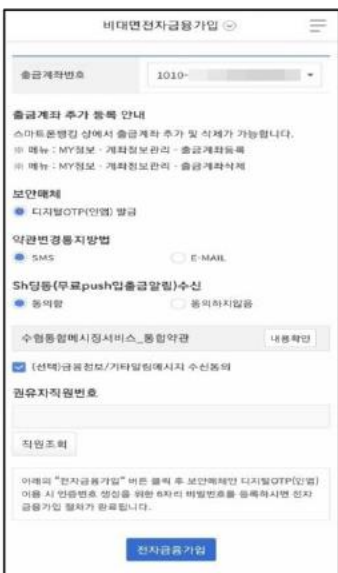 비대면전자금융가입
출금계좌번호 1010-
출금계좌 추가 등록 안내
스마트폰뱅킹 상에서 출금계좌 추가 및 삭제가 가능합니다.
※ 메뉴 : MY정보 - 계좌정보관리 - 출금계좌등록
※ 메뉴 : MY정보 - 계좌정보관리 - 출금계좌삭제
보안매체
디지털OTP(인앱) 발급
약관변경통지방법
SMS E-MAIL
Sh딩동(무료push입출금알림)수신
동의함 동의하지않음
수협통합메시징서비스_통합약관 내용확인
(선택)금융정보/기타알림메시지 수신동의
권유자직원번호
직원조회
아래의 "전자금융가입" 버튼 클릭 후 보안매체인 디지털OTP(인앱)
이용 시 인증번호 생성을 위한 6자리 비밀번호를 등록하시면 전자
금융가입 절차가 완료됩니다.
전자금융가입